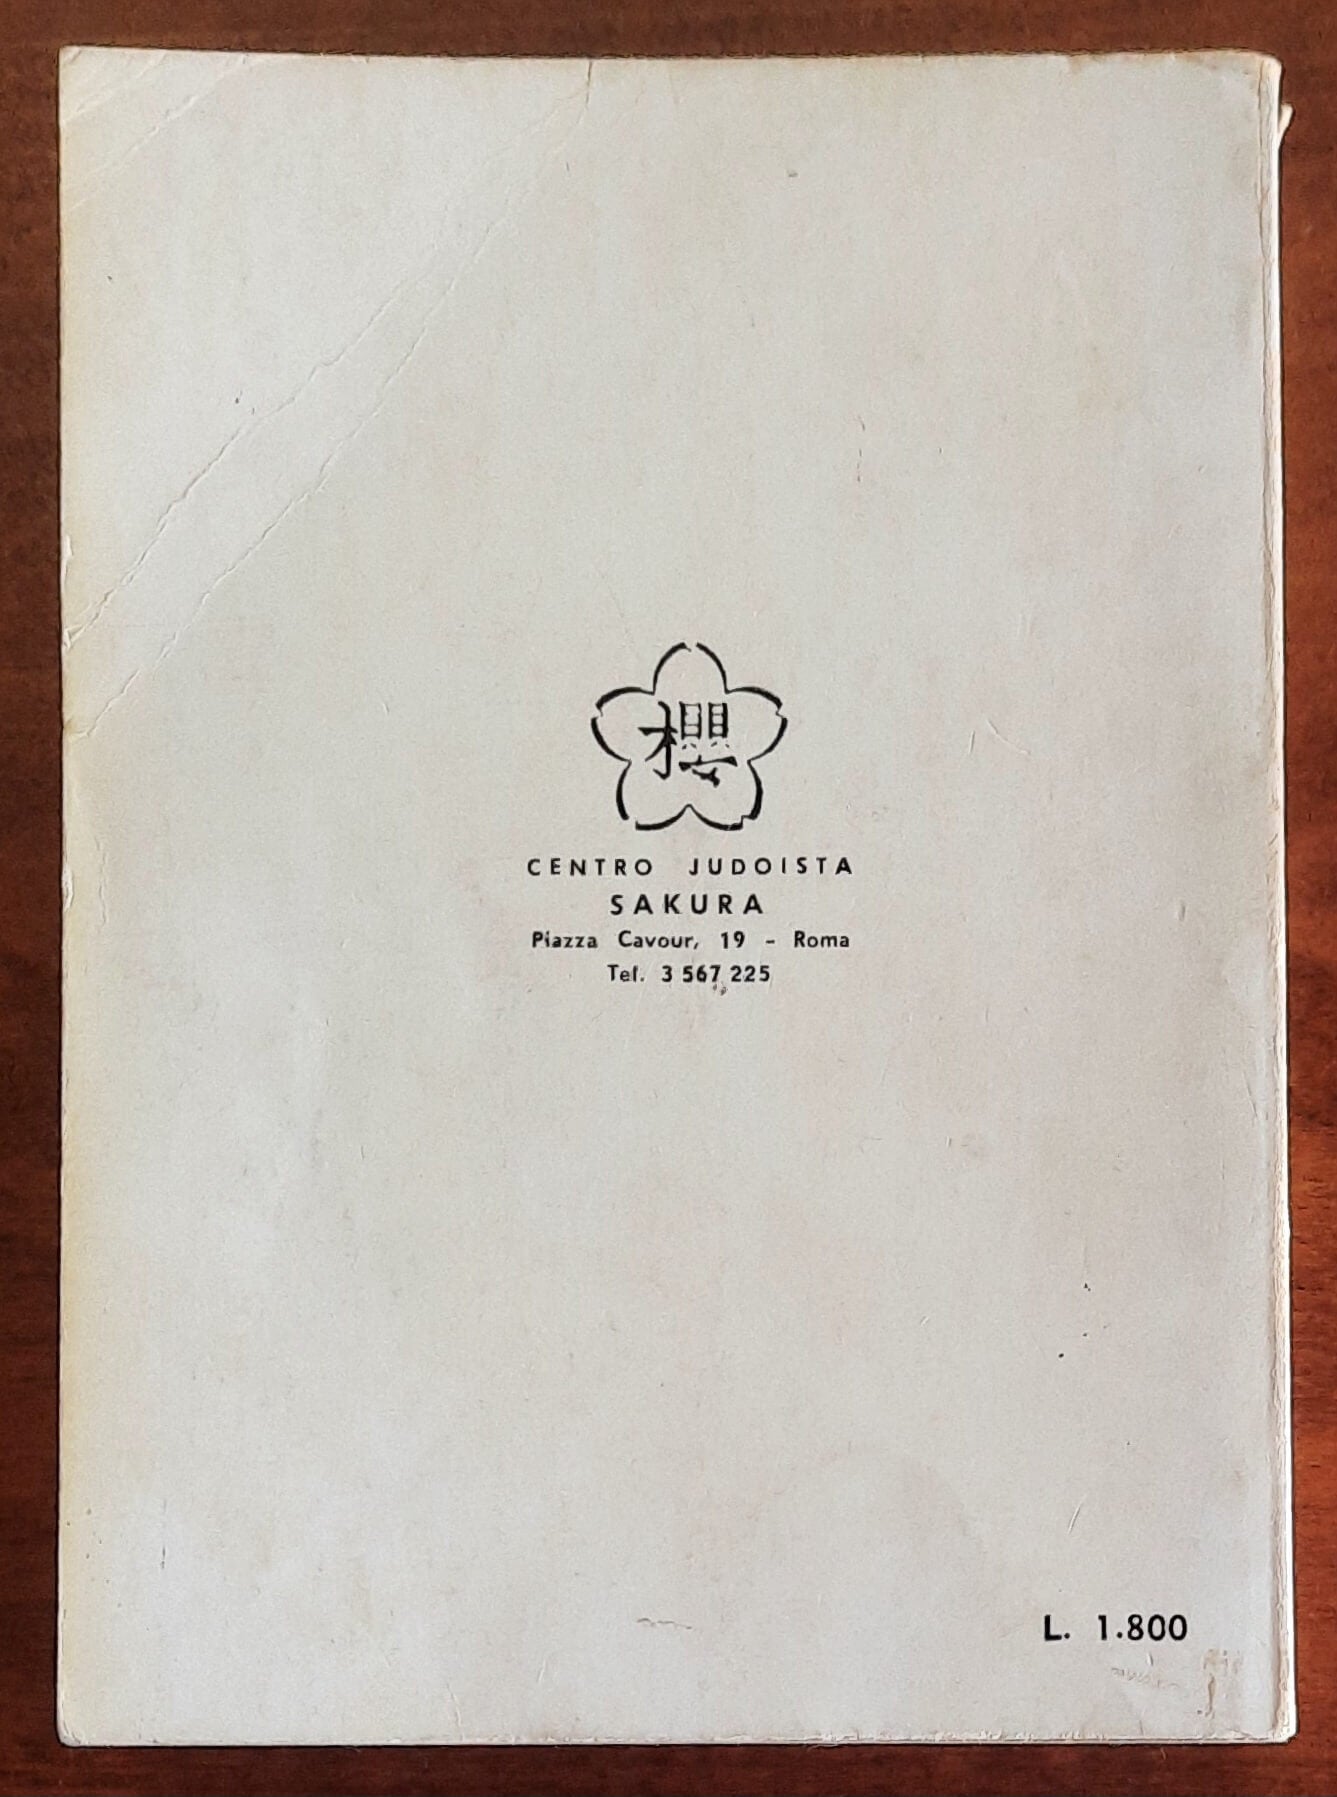 櫻
CENTRO JUDOISTA
SAKURA
Piazza Cavour, 19 - Roma
Tel. 3 567 225
L. 1.800